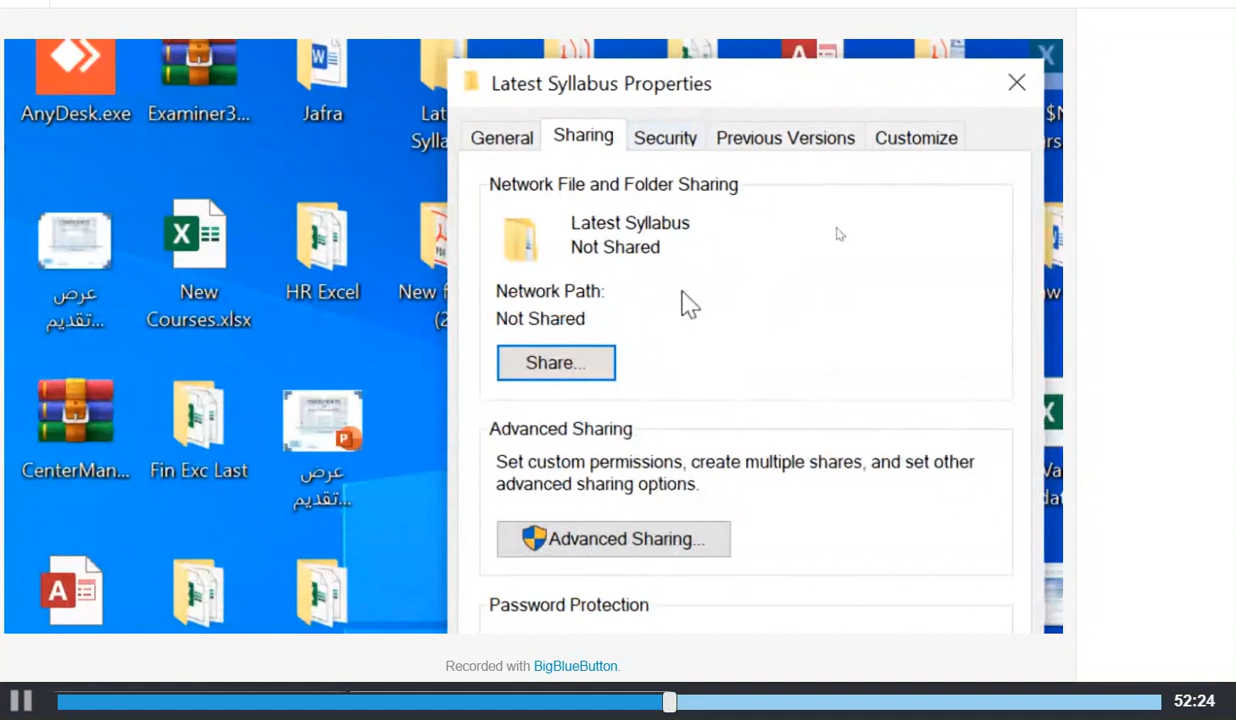 Latest Syllabus Properties
AnyDesk.exe
Examiner3...
Jafra
General
Sharing
Security
Previous Versions
Customize
Network File and Folder Sharing
Latest Syllabus
Not Shared
Network Path:
Not Shared
Share...
عرض
تقديم...
New
Courses.xlsx
HR Excel
New f
(2
Advanced Sharing
Set custom permissions, create multiple shares, and set other
advanced sharing options.
Advanced Sharing...
CenterMan...
Fin Exc Last
عرض
تقديم...
Password Protection
Recorded with BigBlueButton.
52:24